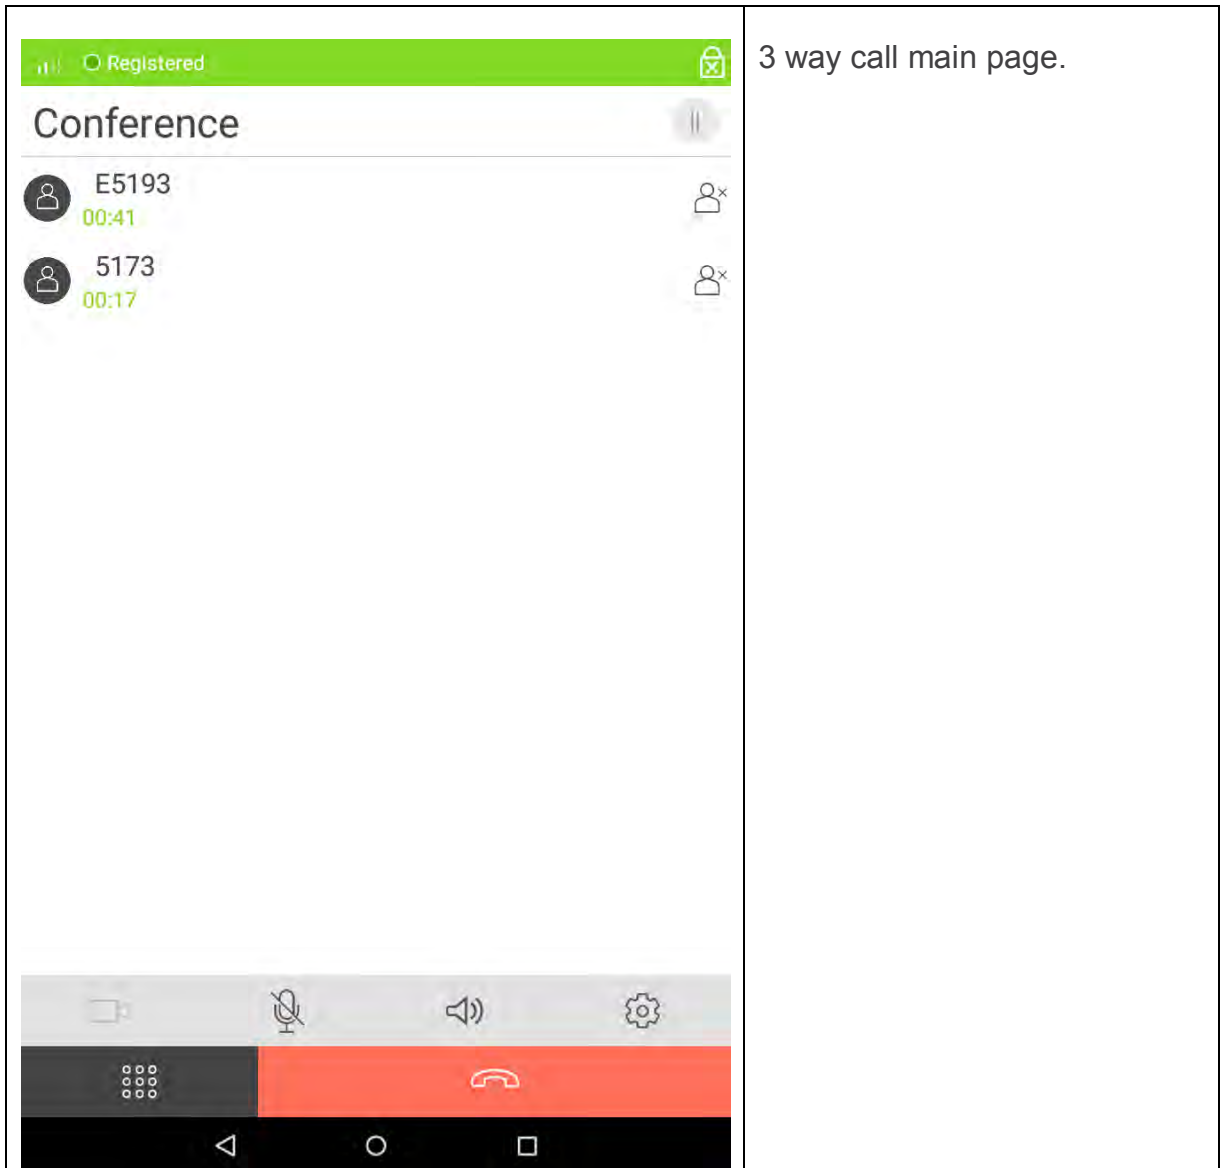 Registered
3 way call main page.
Conference
E5193
00:41
5173
00:17